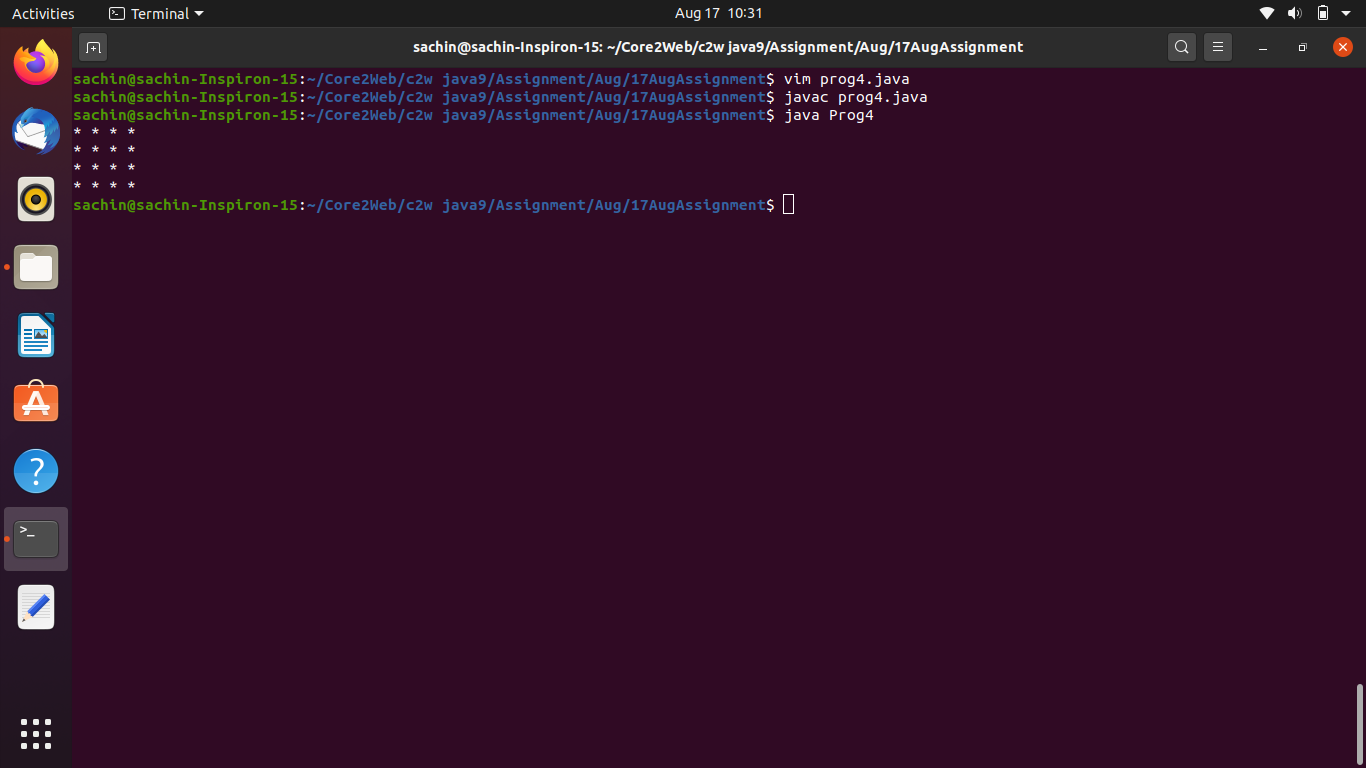 Activities
Terminal
Aug 17 10:31
sachin@sachin-Inspiron-15: ~/Core2Web/c2w java9/Assignment/Aug/17AugAssignment
sachin@sachin-Inspiron-15:~/Core2Web/c2w java9/Assignment/Aug/17AugAssignment$ vim prog4.java
sachin@sachin-Inspiron-15:~/Core2Web/c2w java9/Assignment/Aug/17AugAssignment$ javac prog4.java
sachin@sachin-Inspiron-15:~/Core2Web/c2w java9/Assignment/Aug/17AugAssignment$ java Prog4
* * * *
* * * *
* * * *
* * * *
sachin@sachin-Inspiron-15:~/Core2Web/c2w java9/Assignment/Aug/17AugAssignment$